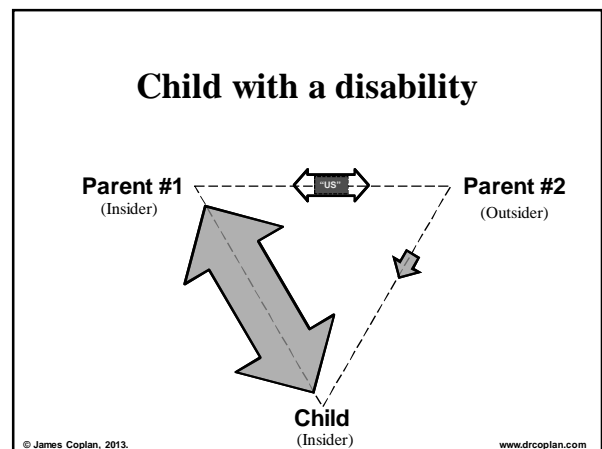 Child with a disability
Parent #1
(Insider)
"US"
Parent #2
(Outsider)
Child
(Insider)
© James Coplan, 2013.
www.drcoplan.com